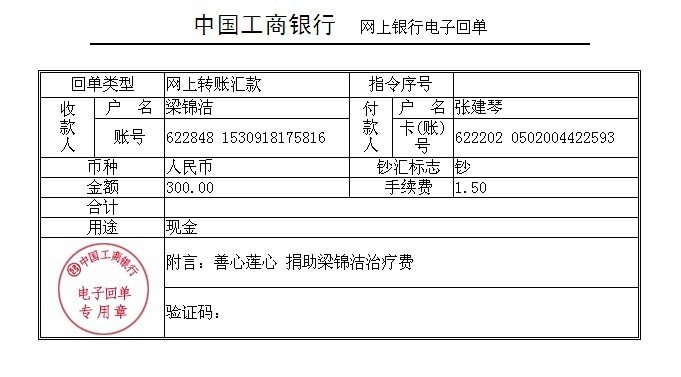 中国工商银行 网上银行电子回单
回单类型 网上转账汇款 指令序号
收款人 户 名 梁锦洁 付款人 户 名 张建琴
账号 622848 1530918175816 卡(账)号 622202 0502004422593
币种 人民币 钞汇标志 钞
金额 300.00 手续费 1.50
合计
用途 现金
附言：善心莲心 捐助梁锦洁治疗费
验证码：
中国工商银行
电子回单
专用章